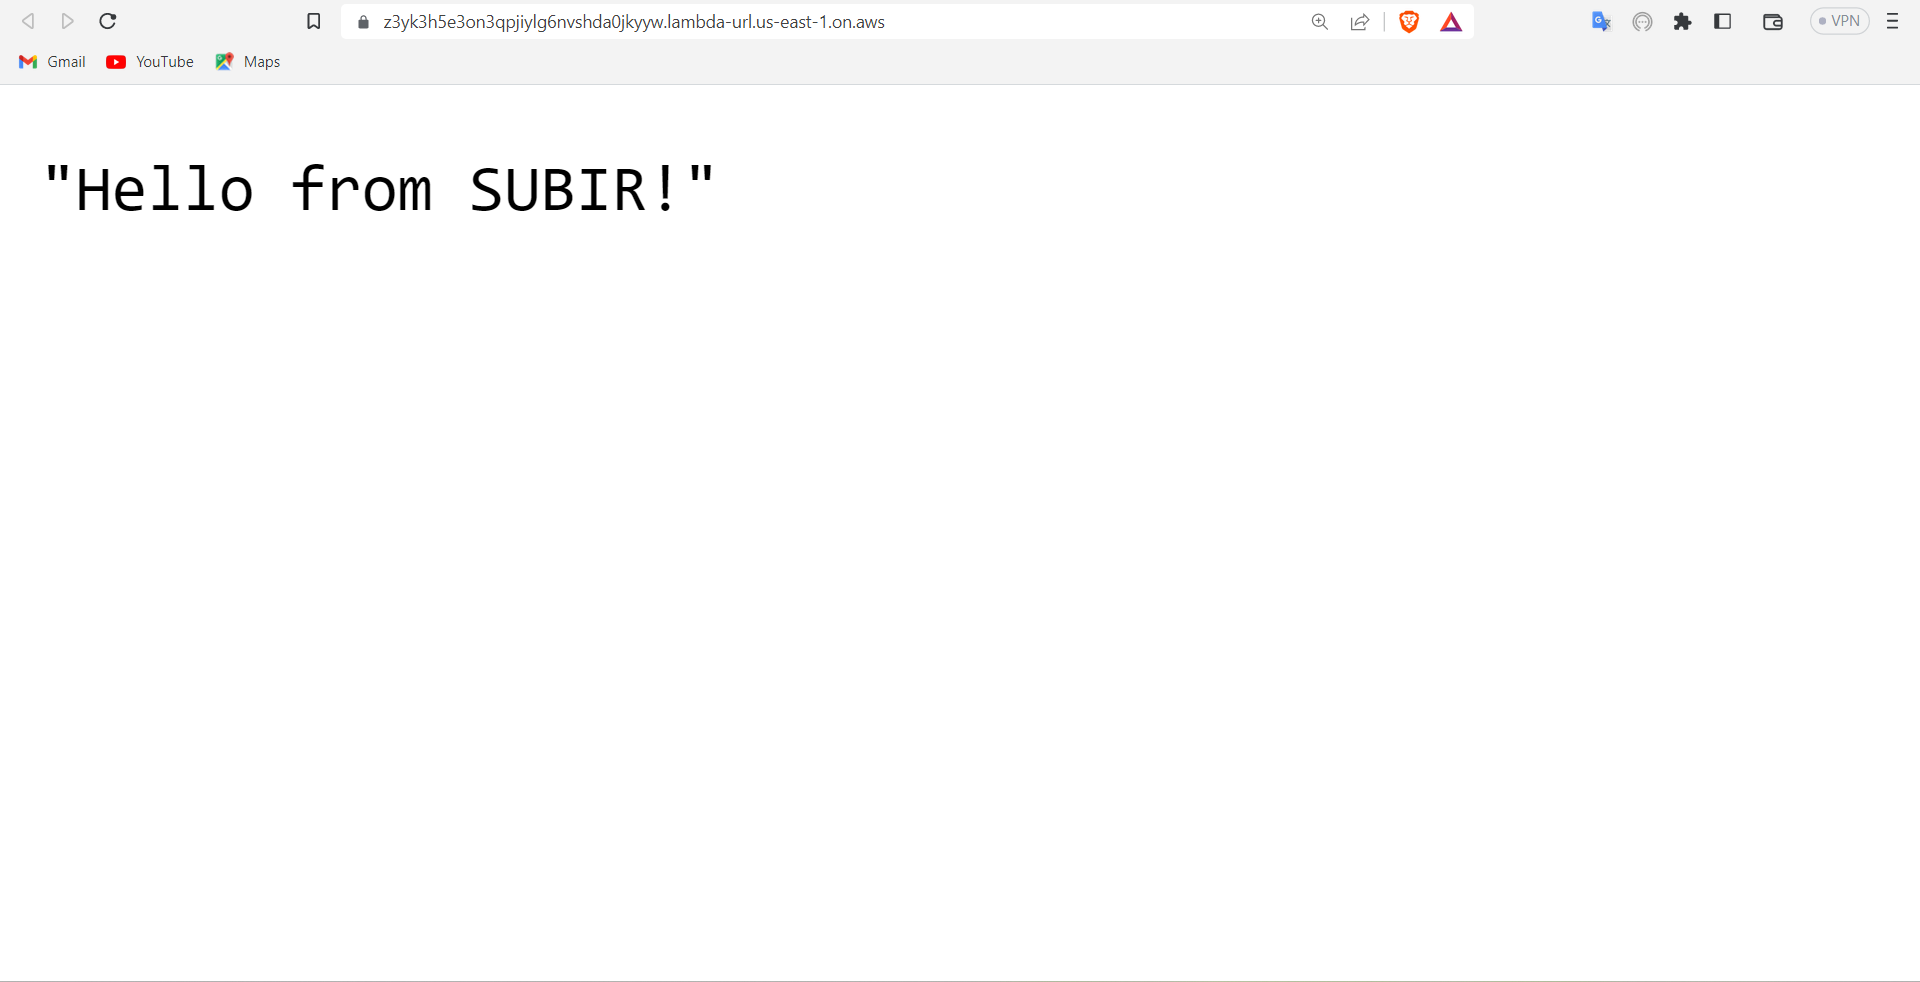 z3yk3h5e3on3qpjiylg6nvshda0jkyyw.lambda-url.us-east-1.on.aws
VPN
Gmail YouTube Maps
"Hello from SUBIR!"